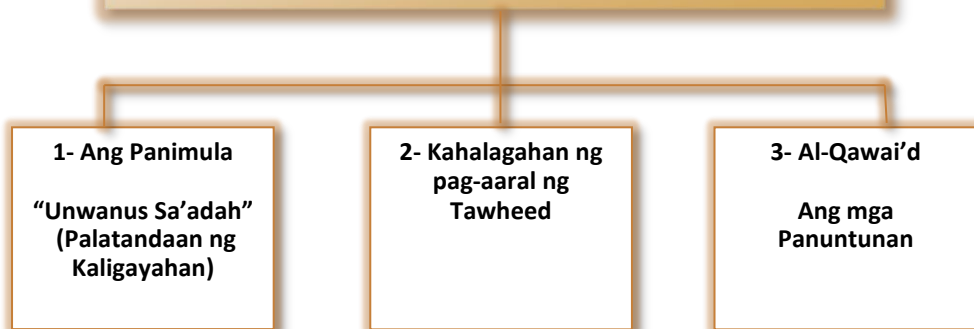 1- Ang Panimula
“Unwanus Sa’adah”
(Palatandaan ng
Kaligayahan)
2- Kahalagahan ng
pag-aaral ng
Tawheed
3- Al-Qawai’d
Ang mga
Panuntunan